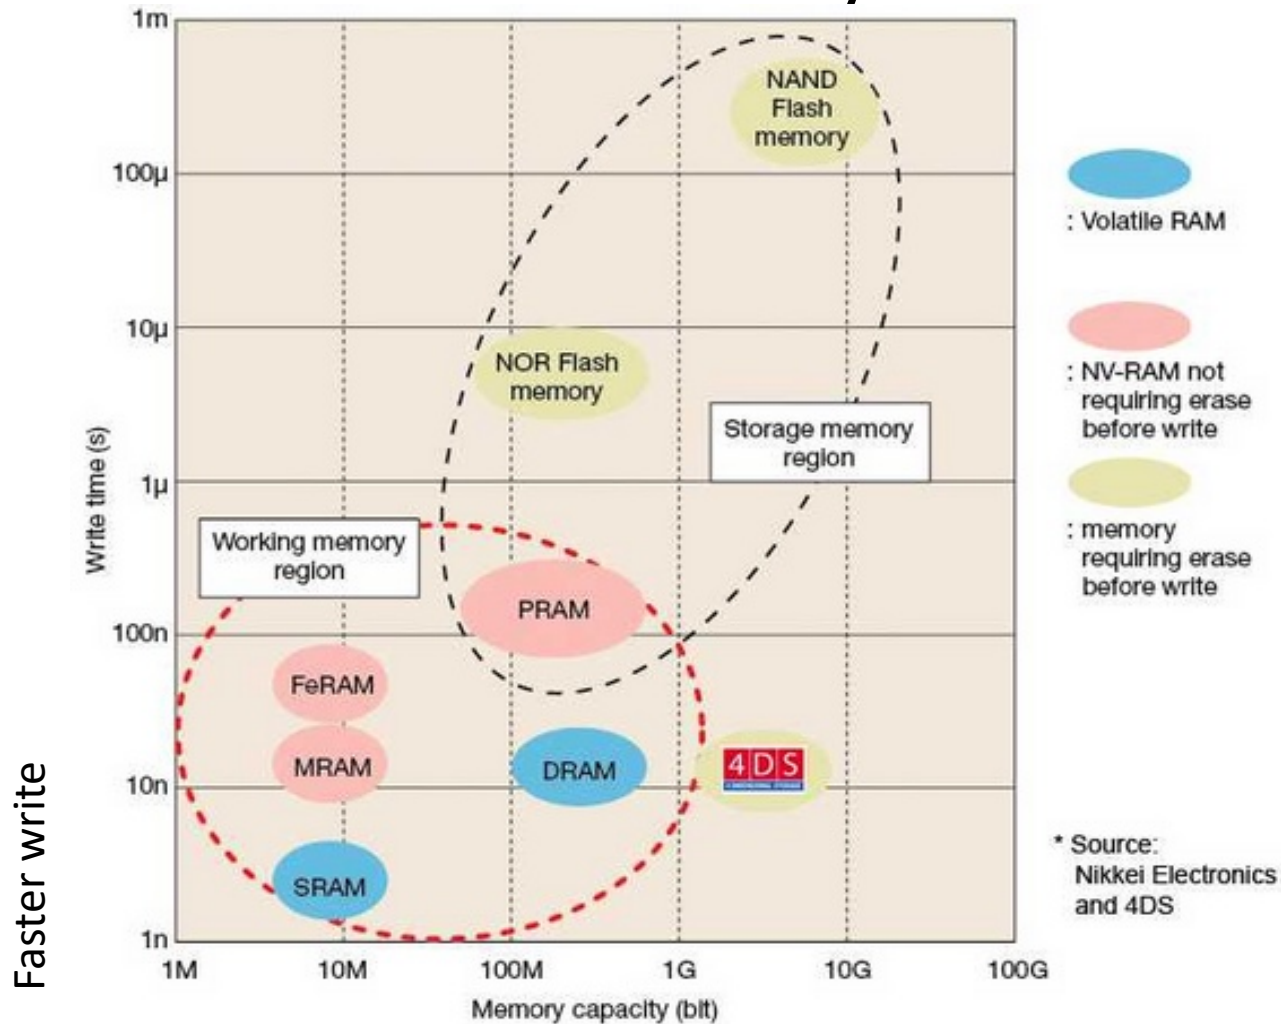 1m
100µ
10µ
1µ
100n
10n
1n
Write time (s)
Faster write
NAND
Flash
memory
NOR Flash
memory
Storage memory
region
Working memory
region
PRAM
FeRAM
MRAM
DRAM
4DS
SRAM
1M
10M
100M
1G
10G
100G
Memory capacity (bit)
: Volatile RAM
: NV-RAM not
requiring erase
before write
: memory
requiring erase
before write
* Source:
Nikkei Electronics
and 4DS